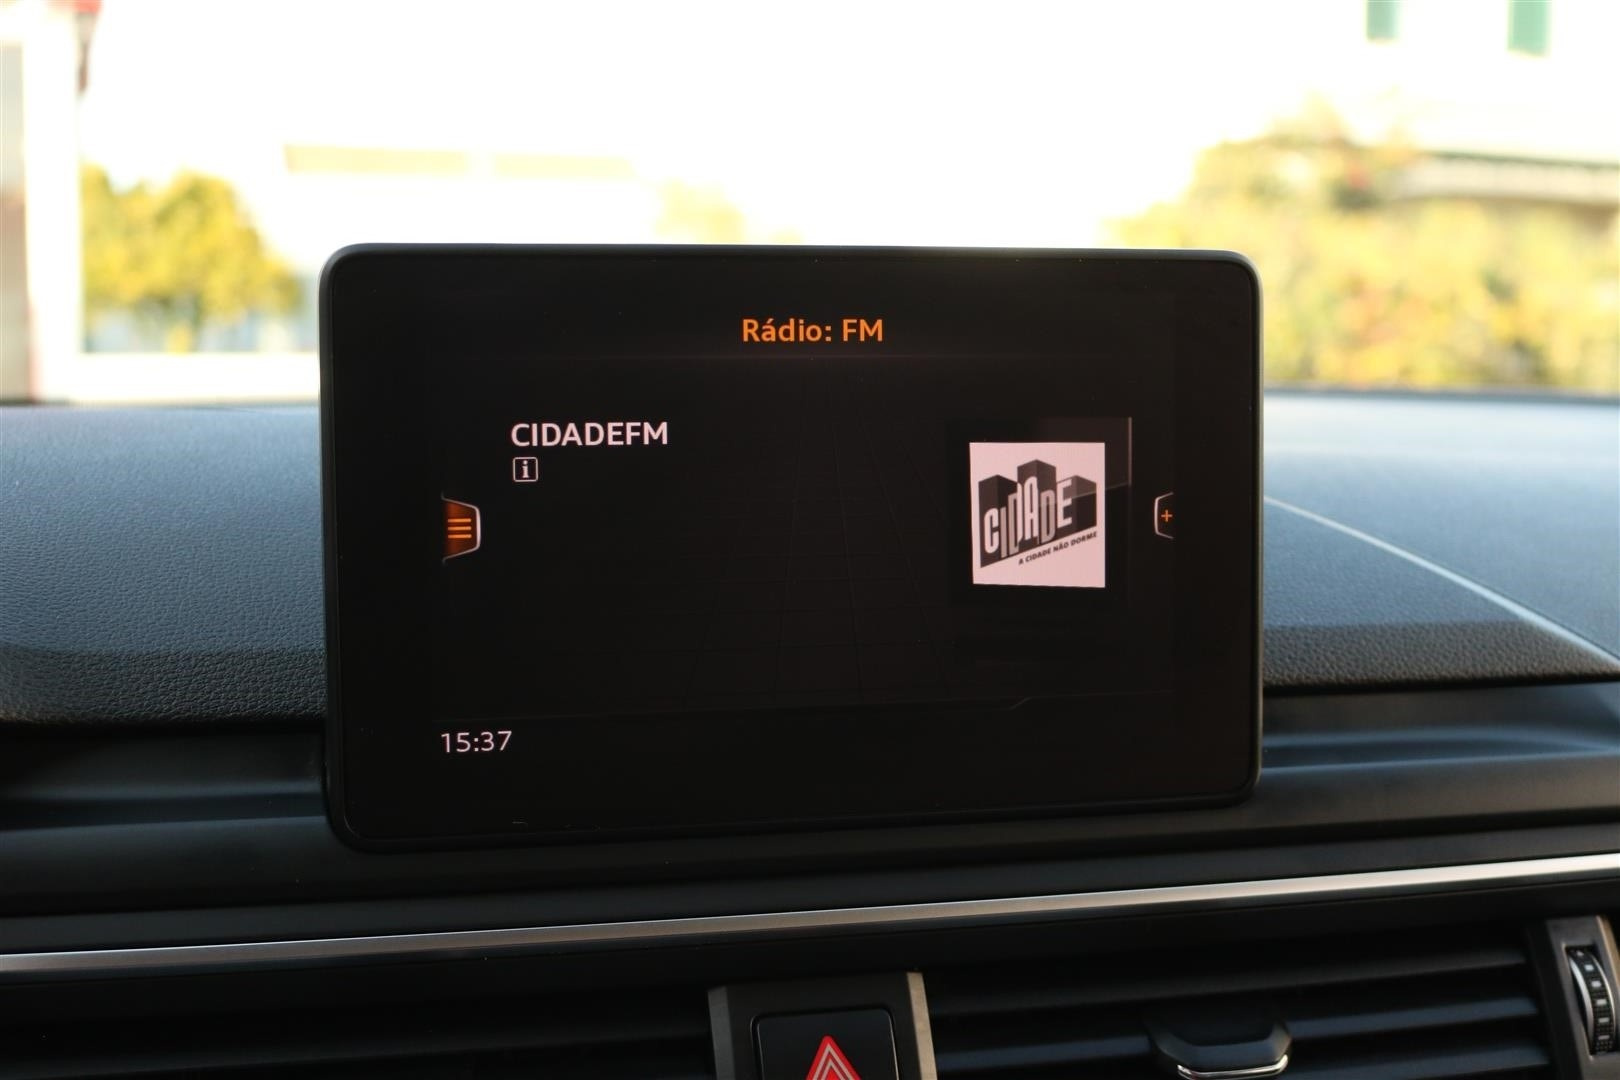 Rádio: FM
CIDADEFM
i
CIDADE
A CIDADE NÃO DORME
15:37